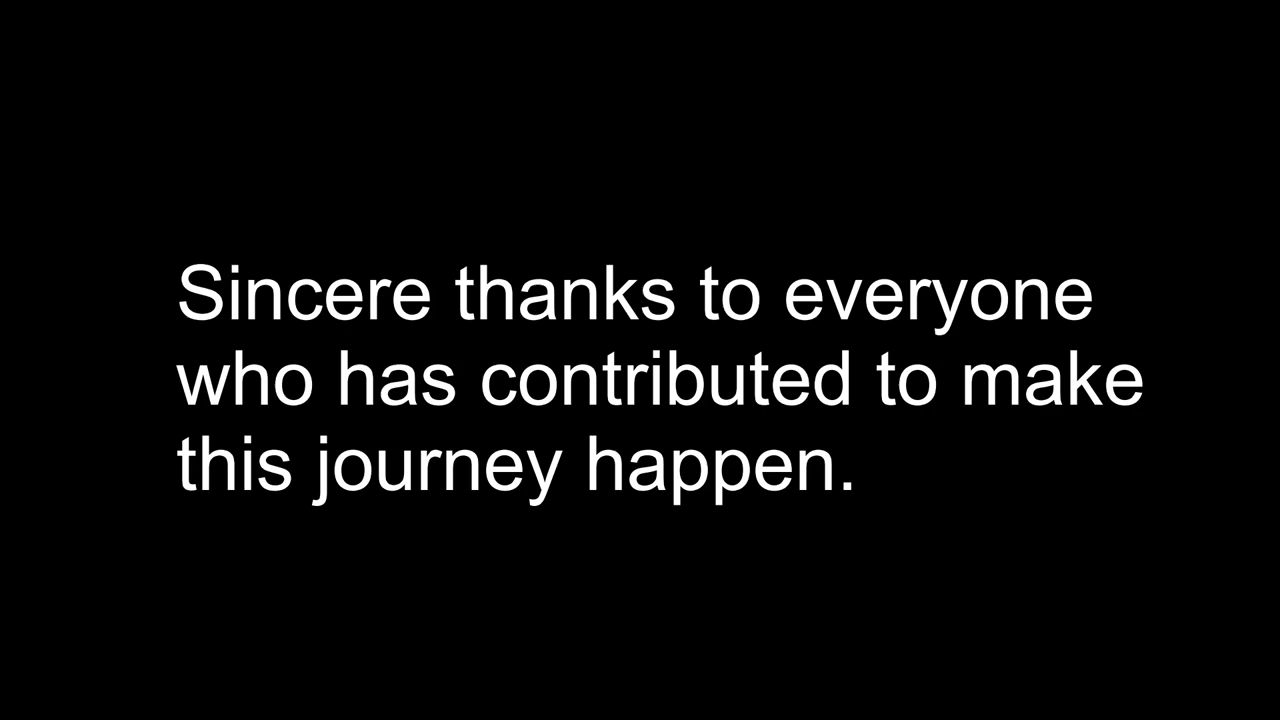 Sincere thanks to everyone
who has contributed to make
this journey happen.